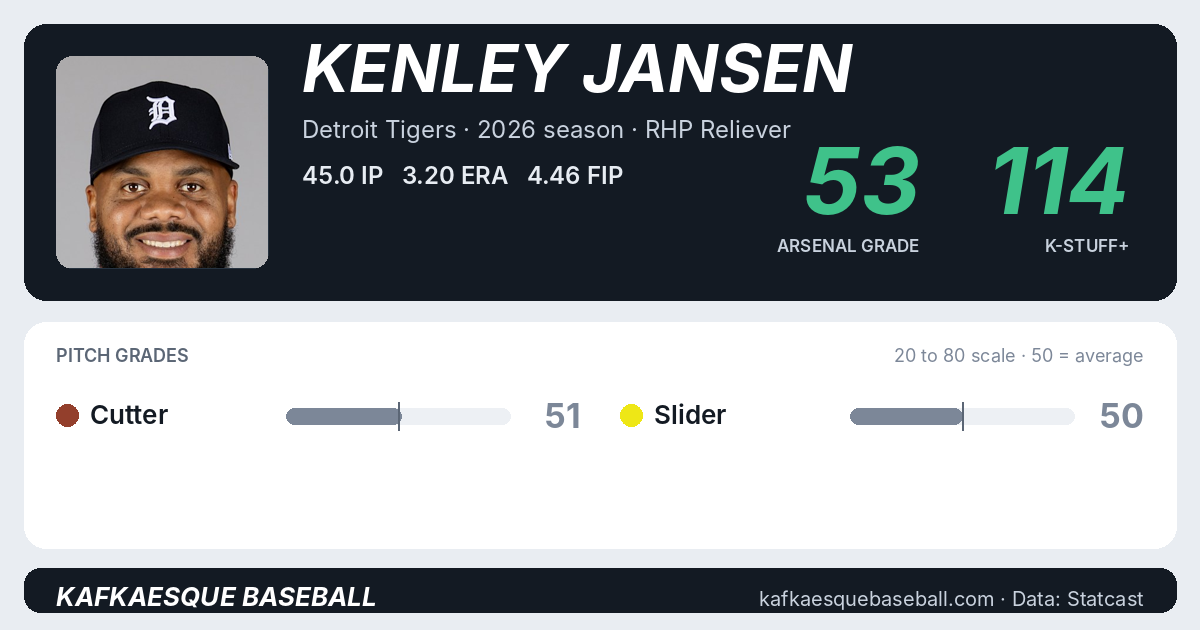 KENLEY JANSEN
Detroit Tigers · 2026 season · RHP Reliever
45.0 IP 3.20 ERA 4.46 FIP
53 114
ARSENAL GRADE K-STUFF+
PITCH GRADES 20 to 80 scale · 50 = average
Cutter 51 Slider 50
KAFKAESQUE BASEBALL kafkaesquebaseball.com · Data: Statcast